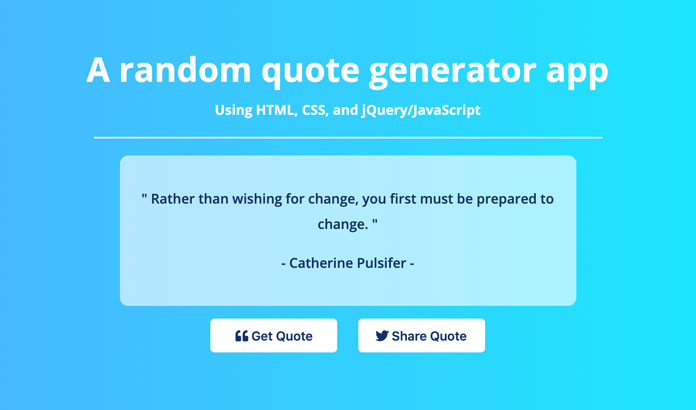 A random quote generator app
Using HTML, CSS, and jQuery/JavaScript
" Rather than wishing for change, you first must be prepared to
change. "
- Catherine Pulsifer -
Get Quote
Share Quote